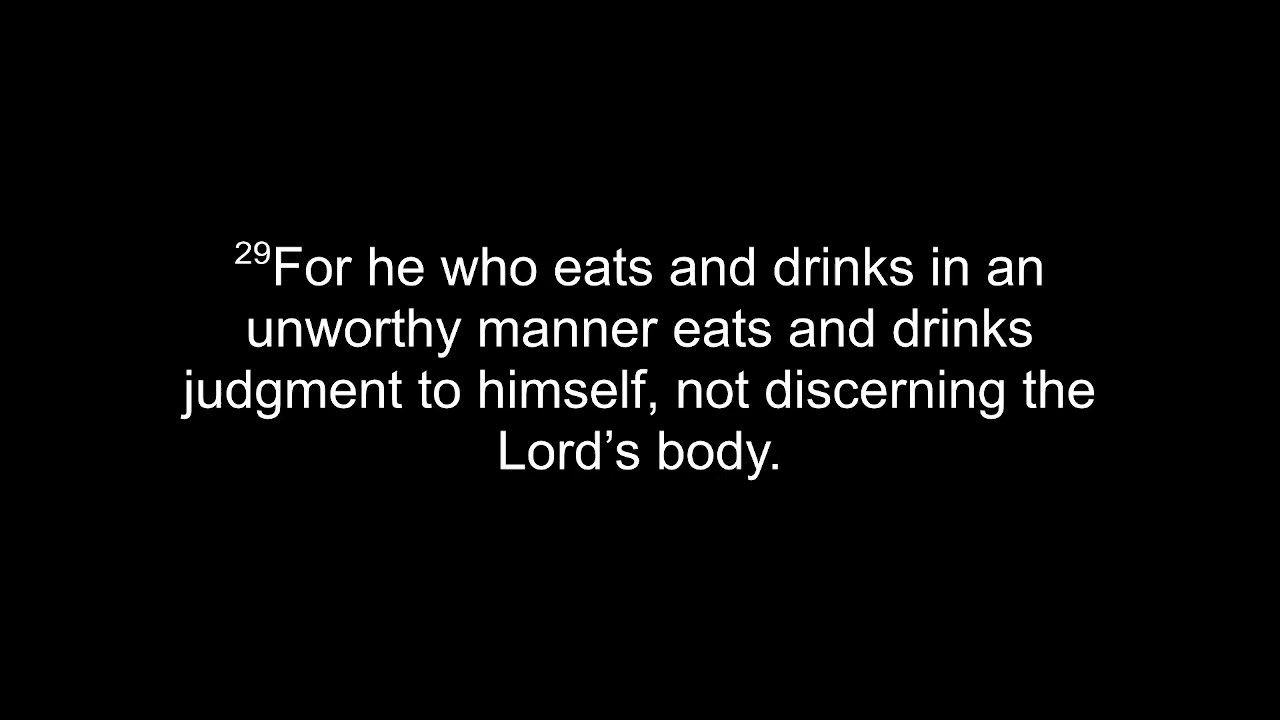 29For he who eats and drinks in an
unworthy manner eats and drinks
judgment to himself, not discerning the
Lord’s body.